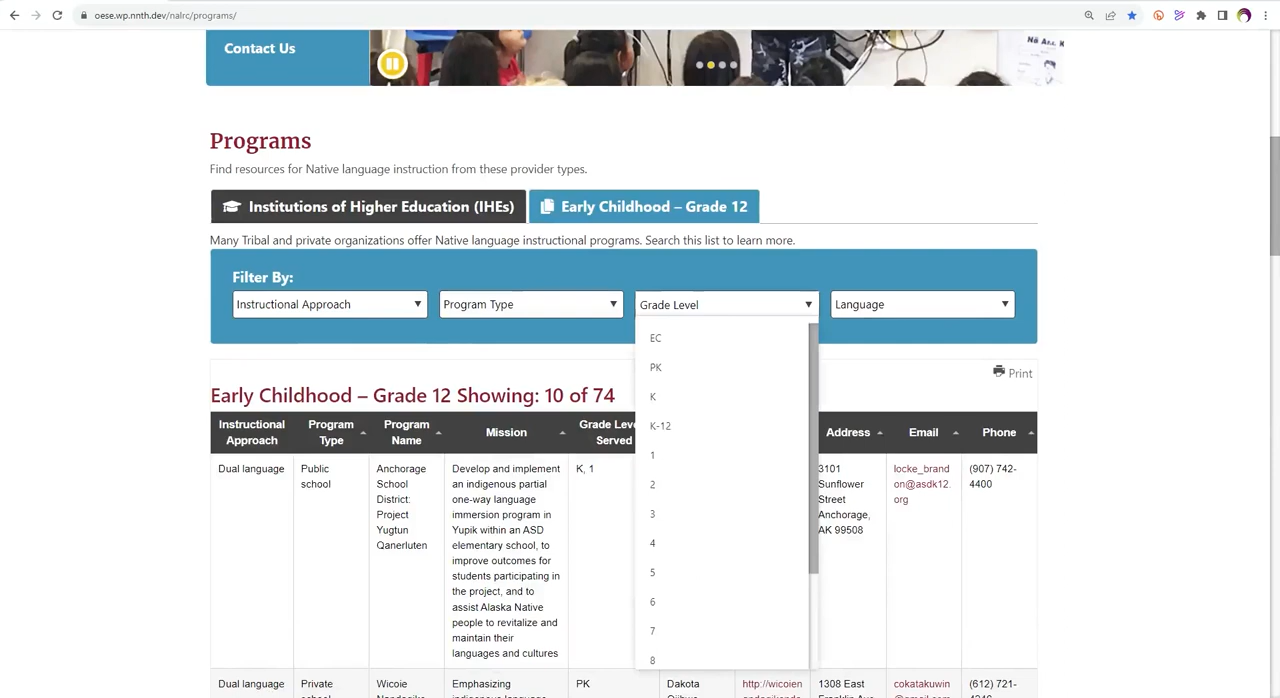 oese.wp.nnth.dev/nalrc/programs/
Contact Us
Programs
Find resources for Native language instruction from these provider types.
Institutions of Higher Education (IHEs)
Early Childhood – Grade 12
Many Tribal and private organizations offer Native language instructional programs. Search this list to learn more.
Filter By:
Instructional Approach
Program Type
Grade Level
Language
EC
PK
K
K-12
1
2
3
4
5
6
7
8
Print
Early Childhood – Grade 12 Showing: 10 of 74
Instructional
Approach
Program
Type
Program
Name
Mission
Grade Leve
Served
Address
Email
Phone
Dual language
Public
school
Anchorage
School
District:
Project
Yugtun
Qanerluten
Develop and implement
an indigenous partial
one-way language
immersion program in
Yupik within an ASD
elementary school, to
improve outcomes for
students participating in
the project, and to
assist Alaska Native
people to revitalize and
maintain their
languages and cultures
K, 1
3101
Sunflower
Street
Anchorage,
AK 99508
locke_brand
on@asdk12.
org
(907) 742-
4400
Dual language
Private
Wicoie
Emphasizing
PK
Dakota
http://wicoien
1308 East
cokatakuwin
(612) 721-